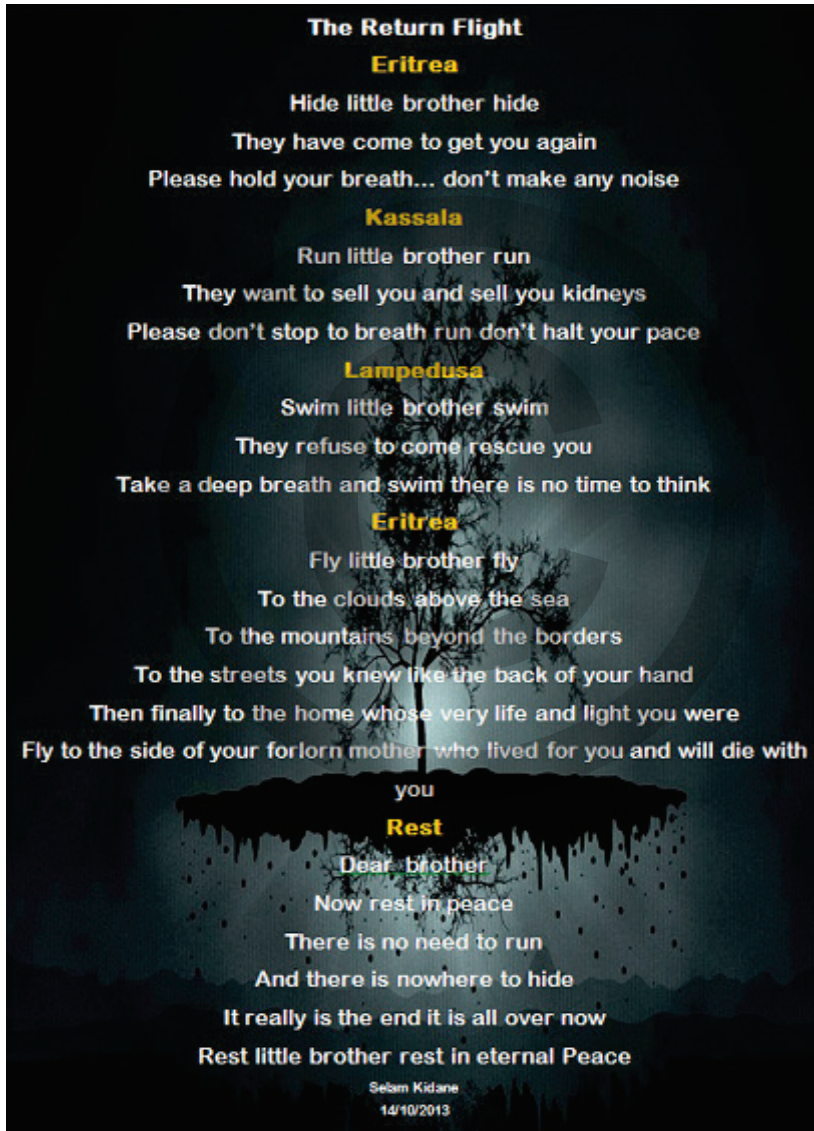 The Return Flight
Eritrea
Hide little brother hide
They have come to get you again
Please hold your breath... don't make any noise
Kassala
Run little brother run
They want to sell you and sell you kidneys
Please don't stop to breath run don't halt your pace
Lampedusa
Swim little brother swim
They refuse to come rescue you
Take a deep breath and swim there is no time to think
Eritrea
Fly little brother fly
To the clouds above the sea
To the mountains beyond the borders
To the streets you knew like the back of your hand
Then finally to the home whose very life and light you were
Fly to the side of your forlorn mother who lived for you and will die with
you
Rest
Dear brother
Now rest in peace
There is no need to run
And there is nowhere to hide
It really is the end it is all over now
Rest little brother rest in eternal Peace
Selam Kidane
14/10/2013